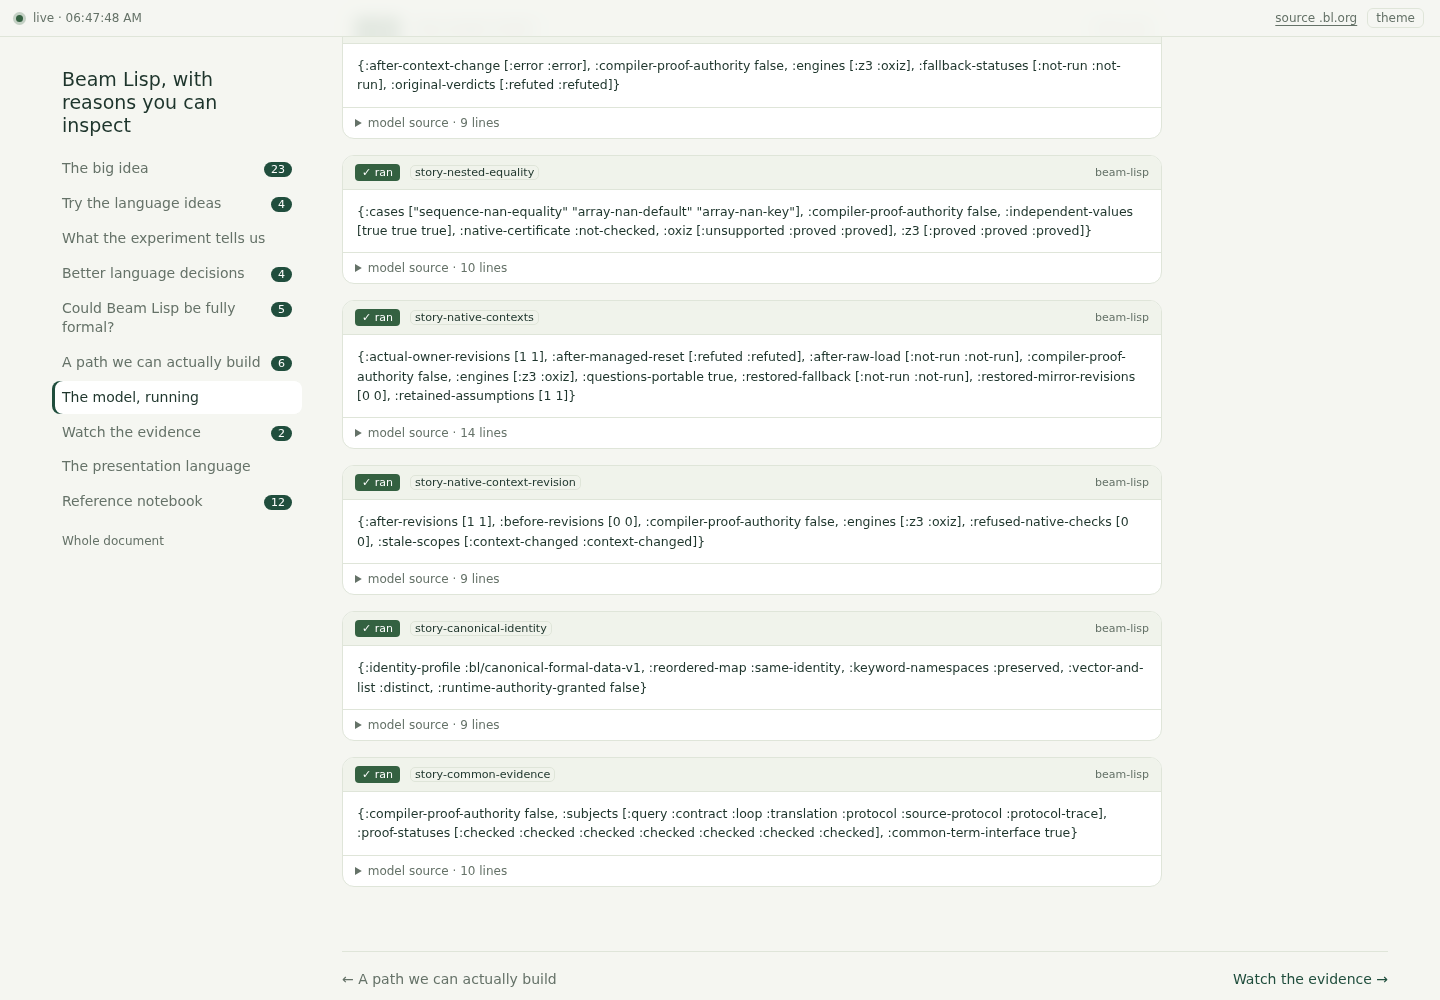 live · 06:47:48 AM
source .bl.org
theme
Beam Lisp, with
reasons you can
inspect
The big idea
23
Try the language ideas
4
What the experiment tells us
Better language decisions
4
Could Beam Lisp be fully
formal?
5
A path we can actually build
6
The model, running
Watch the evidence
2
The presentation language
Reference notebook
12
Whole document
{:after-context-change [:error :error], :compiler-proof-authority false, :engines [:z3 :oxiz], :fallback-statuses [:not-run :not-
run], :original-verdicts [:refuted :refuted]}
▶ model source · 9 lines
✓ ran
story-nested-equality
beam-lisp
{:cases ["sequence-nan-equality" "array-nan-default" "array-nan-key"], :compiler-proof-authority false, :independent-values
[true true true], :native-certificate :not-checked, :oxiz [:unsupported :proved :proved], :z3 [:proved :proved :proved]}
▶ model source · 10 lines
✓ ran
story-native-contexts
beam-lisp
{:actual-owner-revisions [1 1], :after-managed-reset [:refuted :refuted], :after-raw-load [:not-run :not-run], :compiler-proof-
authority false, :engines [:z3 :oxiz], :questions-portable true, :restored-fallback [:not-run :not-run], :restored-mirror-revisions
[0 0], :retained-assumptions [1 1]}
▶ model source · 14 lines
✓ ran
story-native-context-revision
beam-lisp
{:after-revisions [1 1], :before-revisions [0 0], :compiler-proof-authority false, :engines [:z3 :oxiz], :refused-native-checks [0
0], :stale-scopes [:context-changed :context-changed]}
▶ model source · 9 lines
✓ ran
story-canonical-identity
beam-lisp
{:identity-profile :bl/canonical-formal-data-v1, :reordered-map :same-identity, :keyword-namespaces :preserved, :vector-and-
list :distinct, :runtime-authority-granted false}
▶ model source · 9 lines
✓ ran
story-common-evidence
beam-lisp
{:compiler-proof-authority false, :subjects [:query :contract :loop :translation :protocol :source-protocol :protocol-trace],
:proof-statuses [:checked :checked :checked :checked :checked :checked :checked], :common-term-interface true}
▶ model source · 10 lines
← A path we can actually build
Watch the evidence →